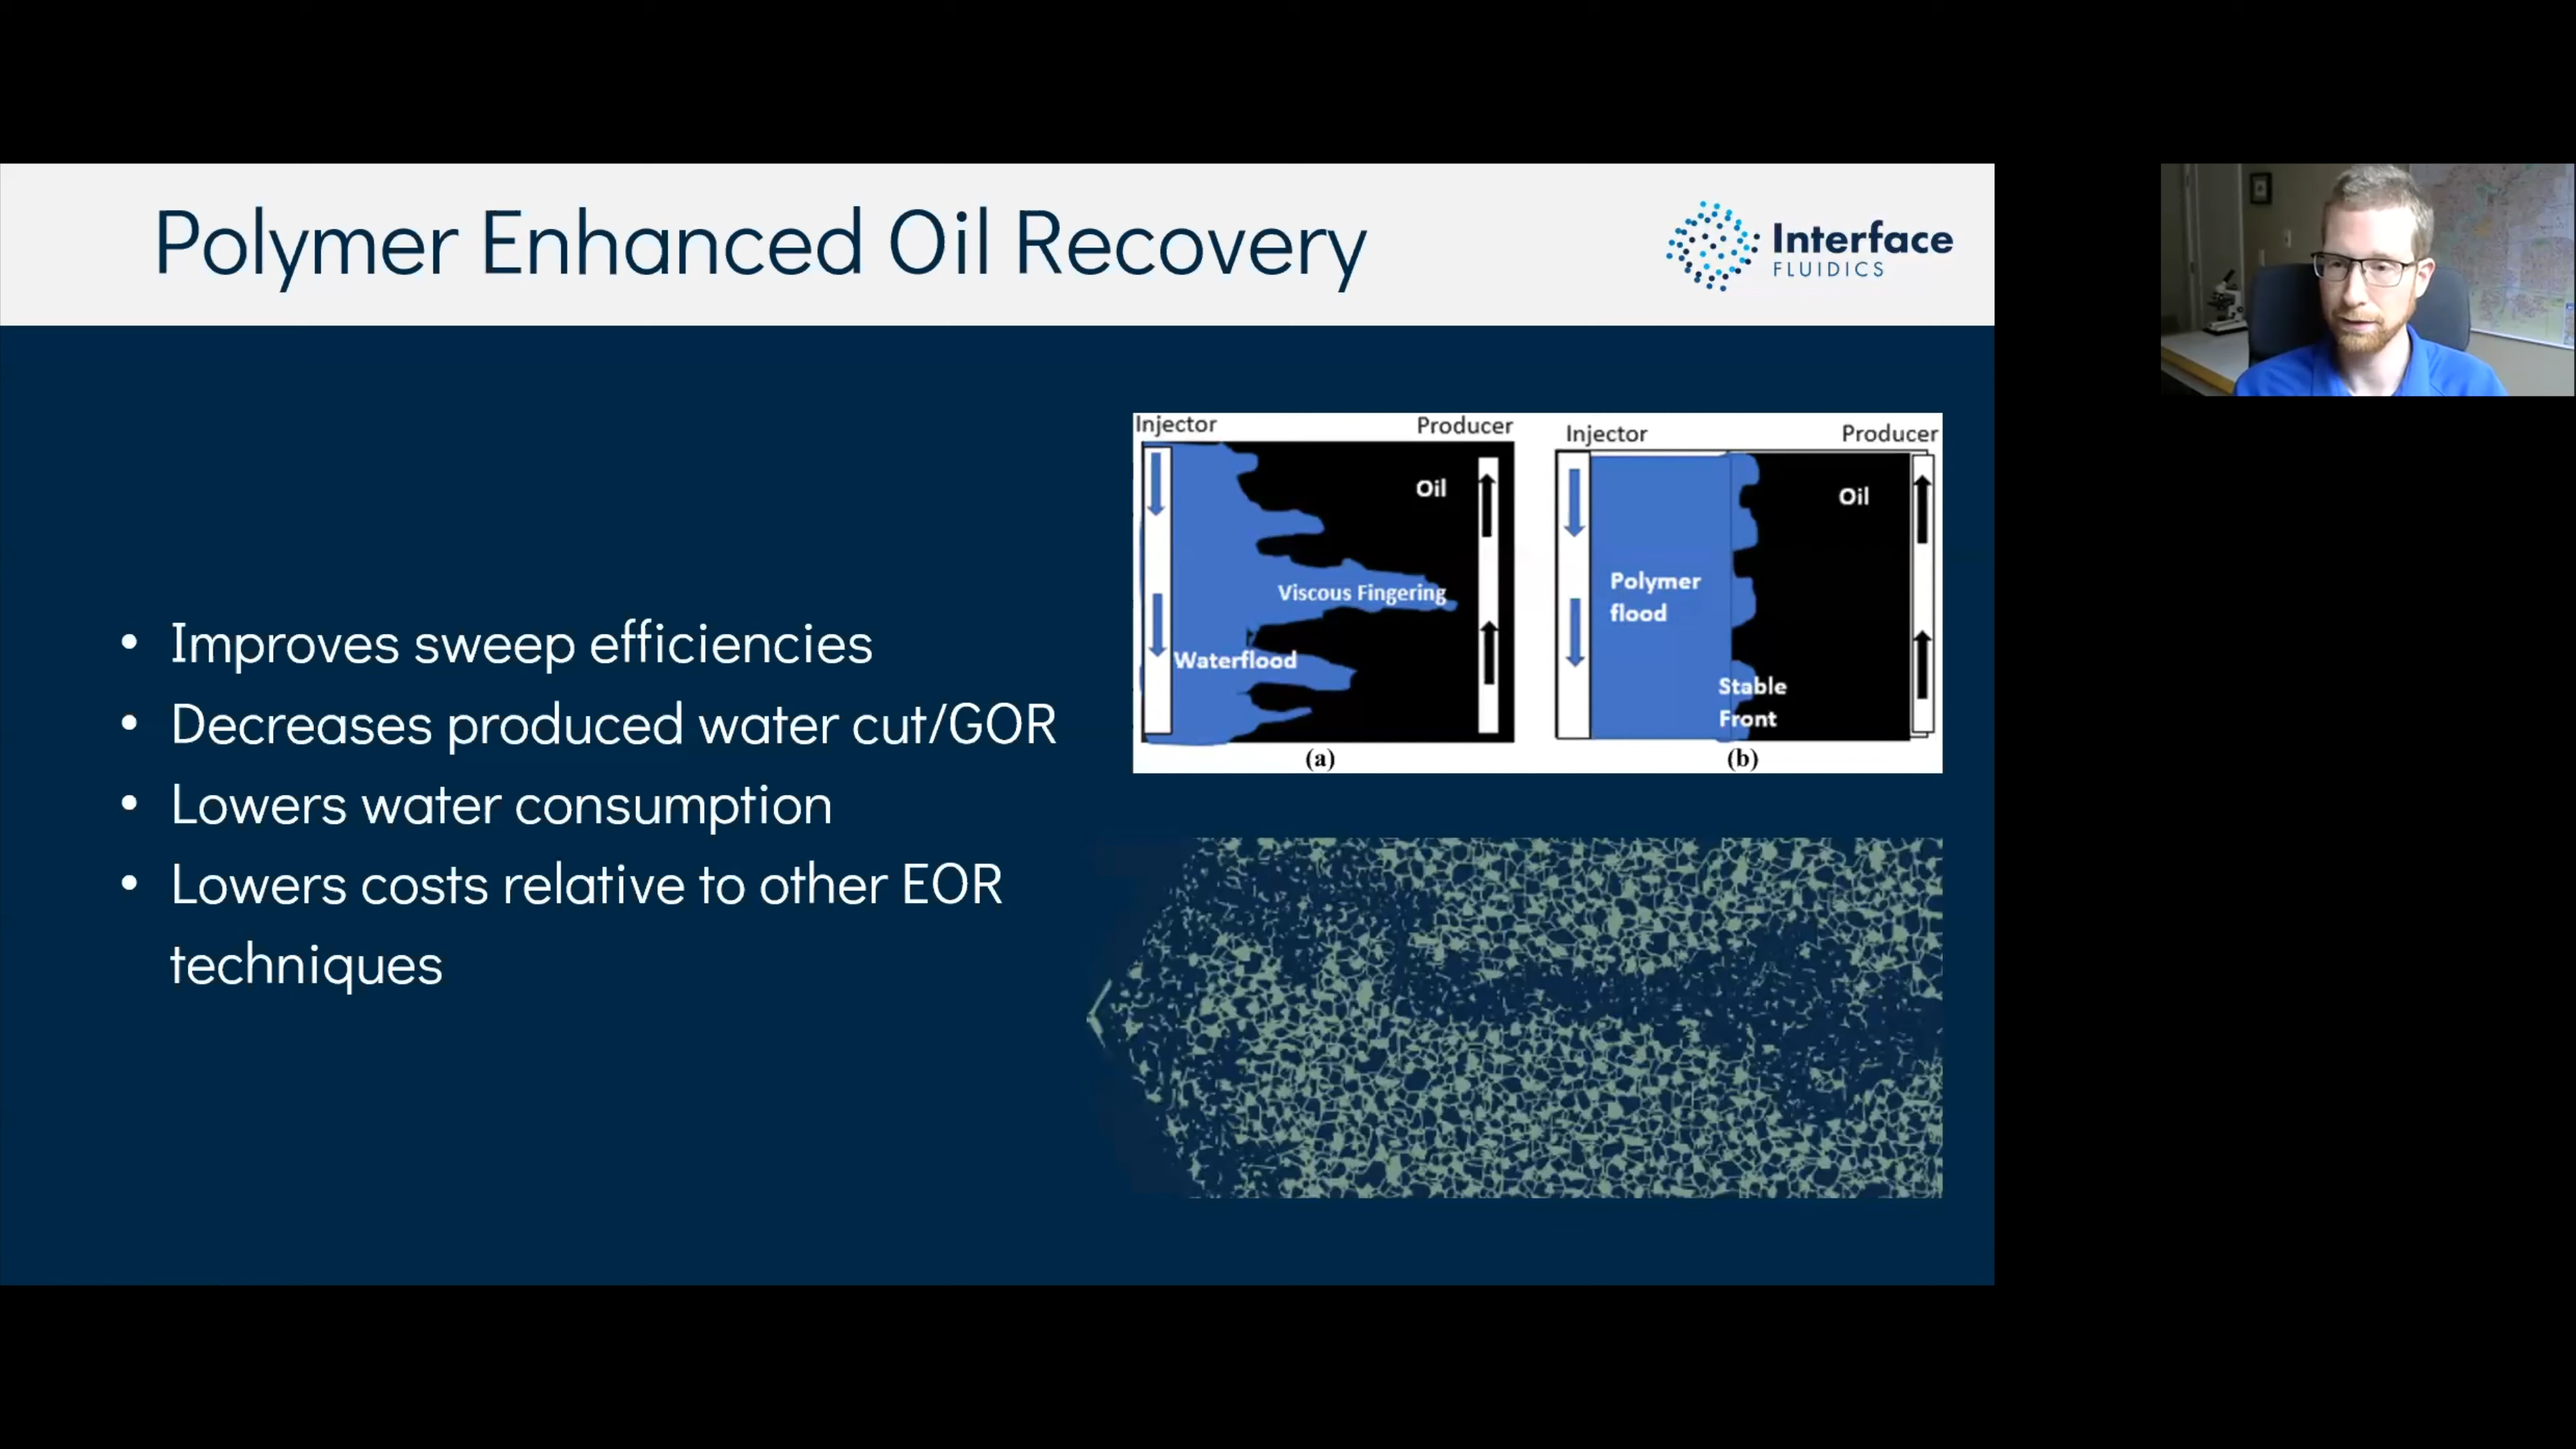 Polymer Enhanced Oil Recovery
Interface
FLUIDICS
• Improves sweep efficiencies
• Decreases produced water cut/GOR
• Lowers water consumption
• Lowers costs relative to other EOR
techniques
Injector
Producer
Oil
Viscous Fingering
Waterflood
(a)
Injector
Producer
Oil
Polymer
flood
Stable
Front
(b)